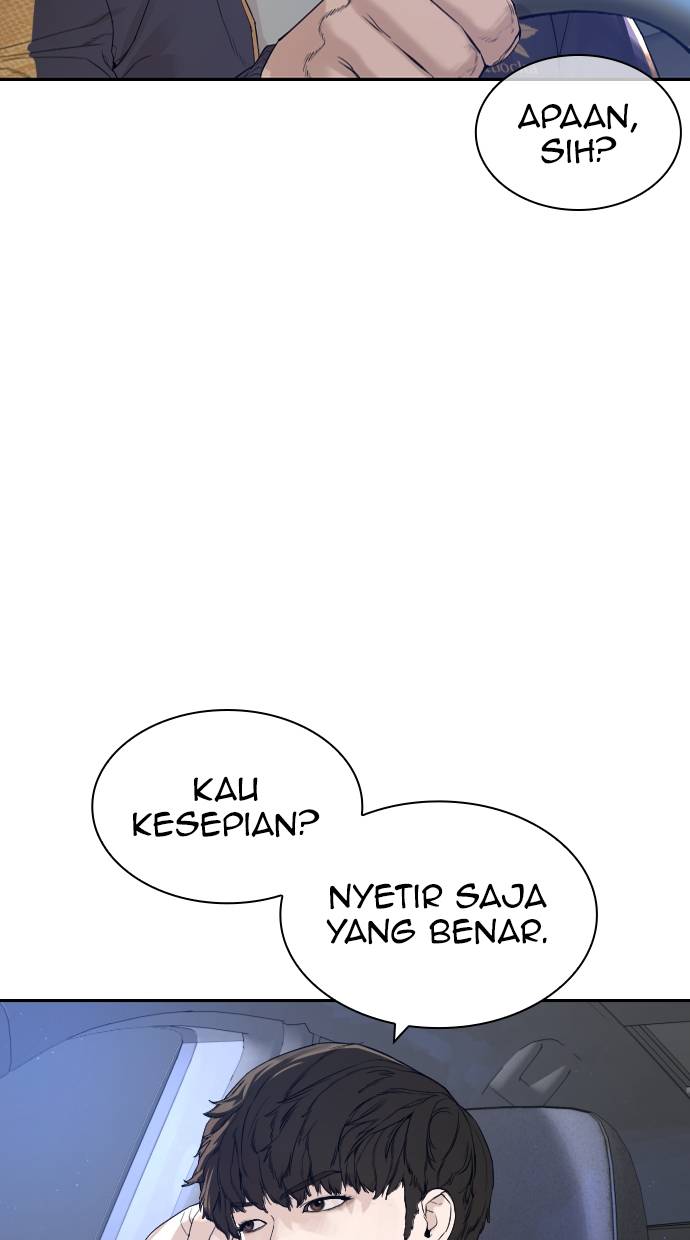 APAAN,
SIH?
KAU
KESEPIAN?
NYETIR SAJA
YANG BENAR.